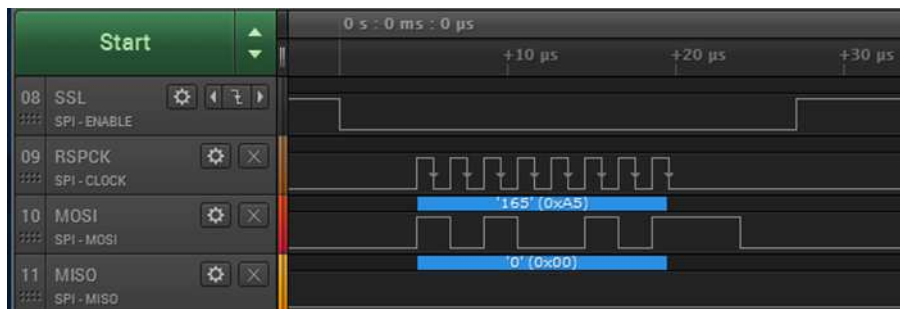 Start
0 s : 0 ms : 0 µs
+10 µs +20 µs +30 µs
08 SSL
SPI - ENABLE
09 RSPCK
SPI - CLOCK
'165' (0xA5)
10 MOSI
SPI - MOSI
'0' (0x00)
11 MISO
SPI - MISO